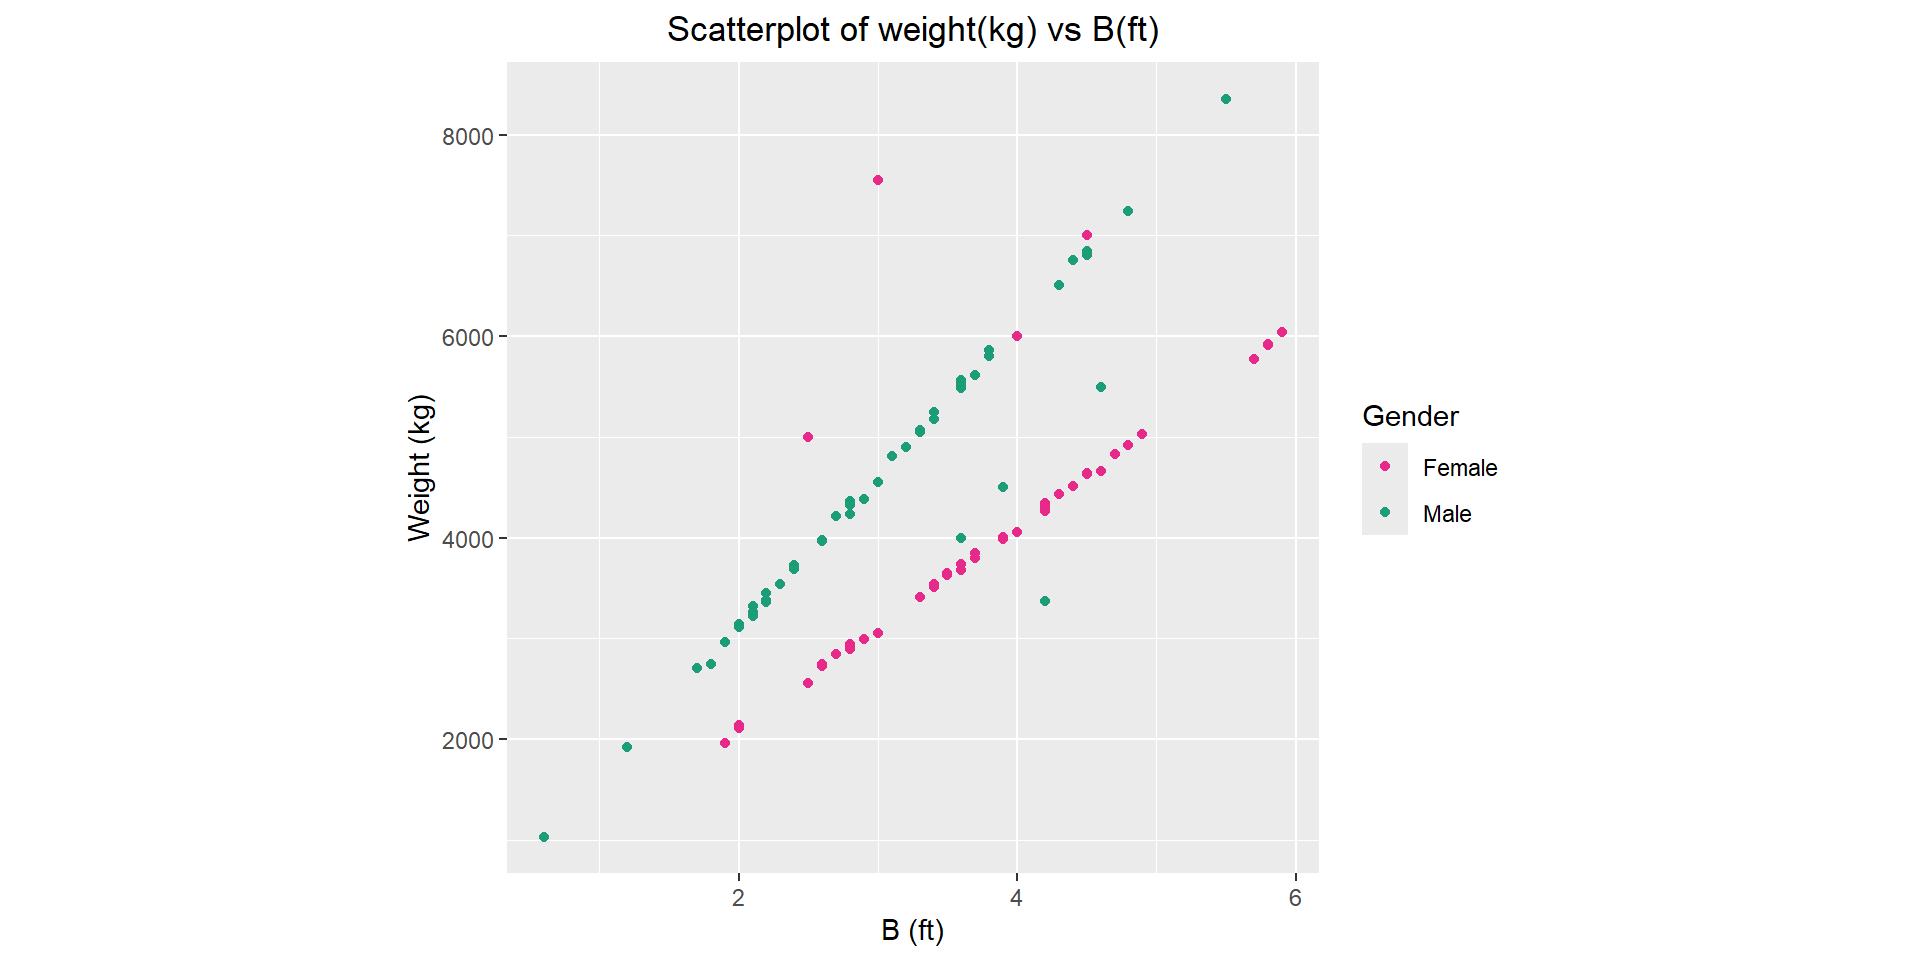 Scatterplot of weight(kg) vs B(ft)
8000
6000
4000
2000
Weight (kg)
2
4
6
B (ft)
Gender
Female
Male